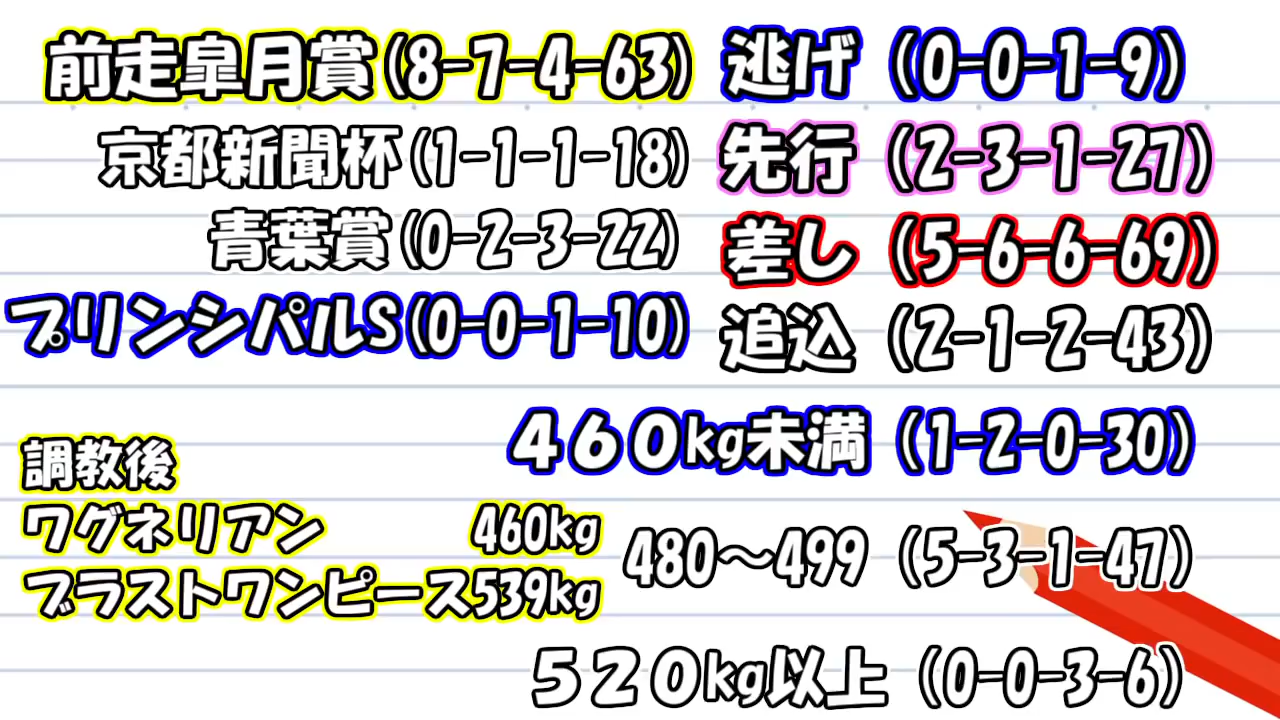 前走皐月賞(8-7-4-63)
京都新聞杯(1-1-1-18)
青葉賞(0-2-3-22)
プリンシパルS(0-0-1-10)
逃げ(0-0-1-9)
先行(2-3-1-27)
差し(5-6-6-69)
追込(2-1-2-43)
460kg未満(1-2-0-30)
480～499(5-3-1-47)
520kg以上(0-0-3-6)
調教後
ワグネリアン 460kg
ブラストワンピース539kg